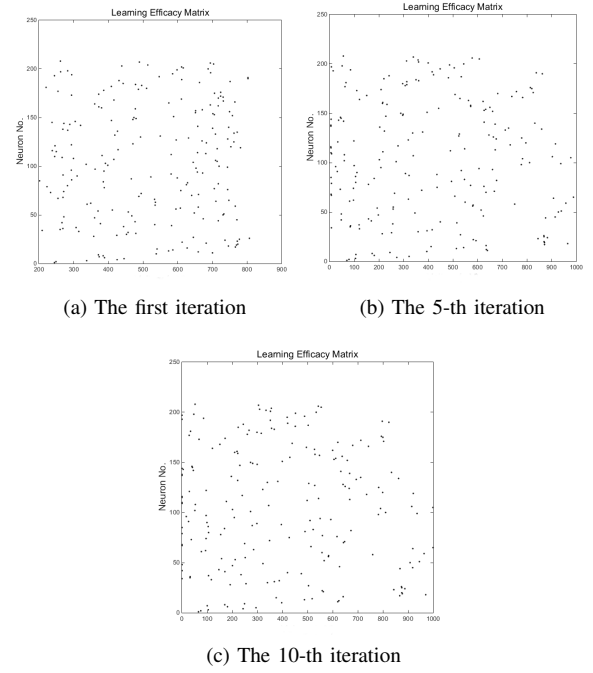 Learning Efficacy Matrix
250
200
150
100
50
0
Neuron No.
200 300 400 500 600 700 800 900
(a) The first iteration
Learning Efficacy Matrix
250
200
150
100
50
0
Neuron No.
0 100 200 300 400 500 600 700 800 900 1000
(b) The 5-th iteration
Learning Efficacy Matrix
250
200
150
100
50
0
Neuron No.
0 100 200 300 400 500 600 700 800 900 1000
(c) The 10-th iteration